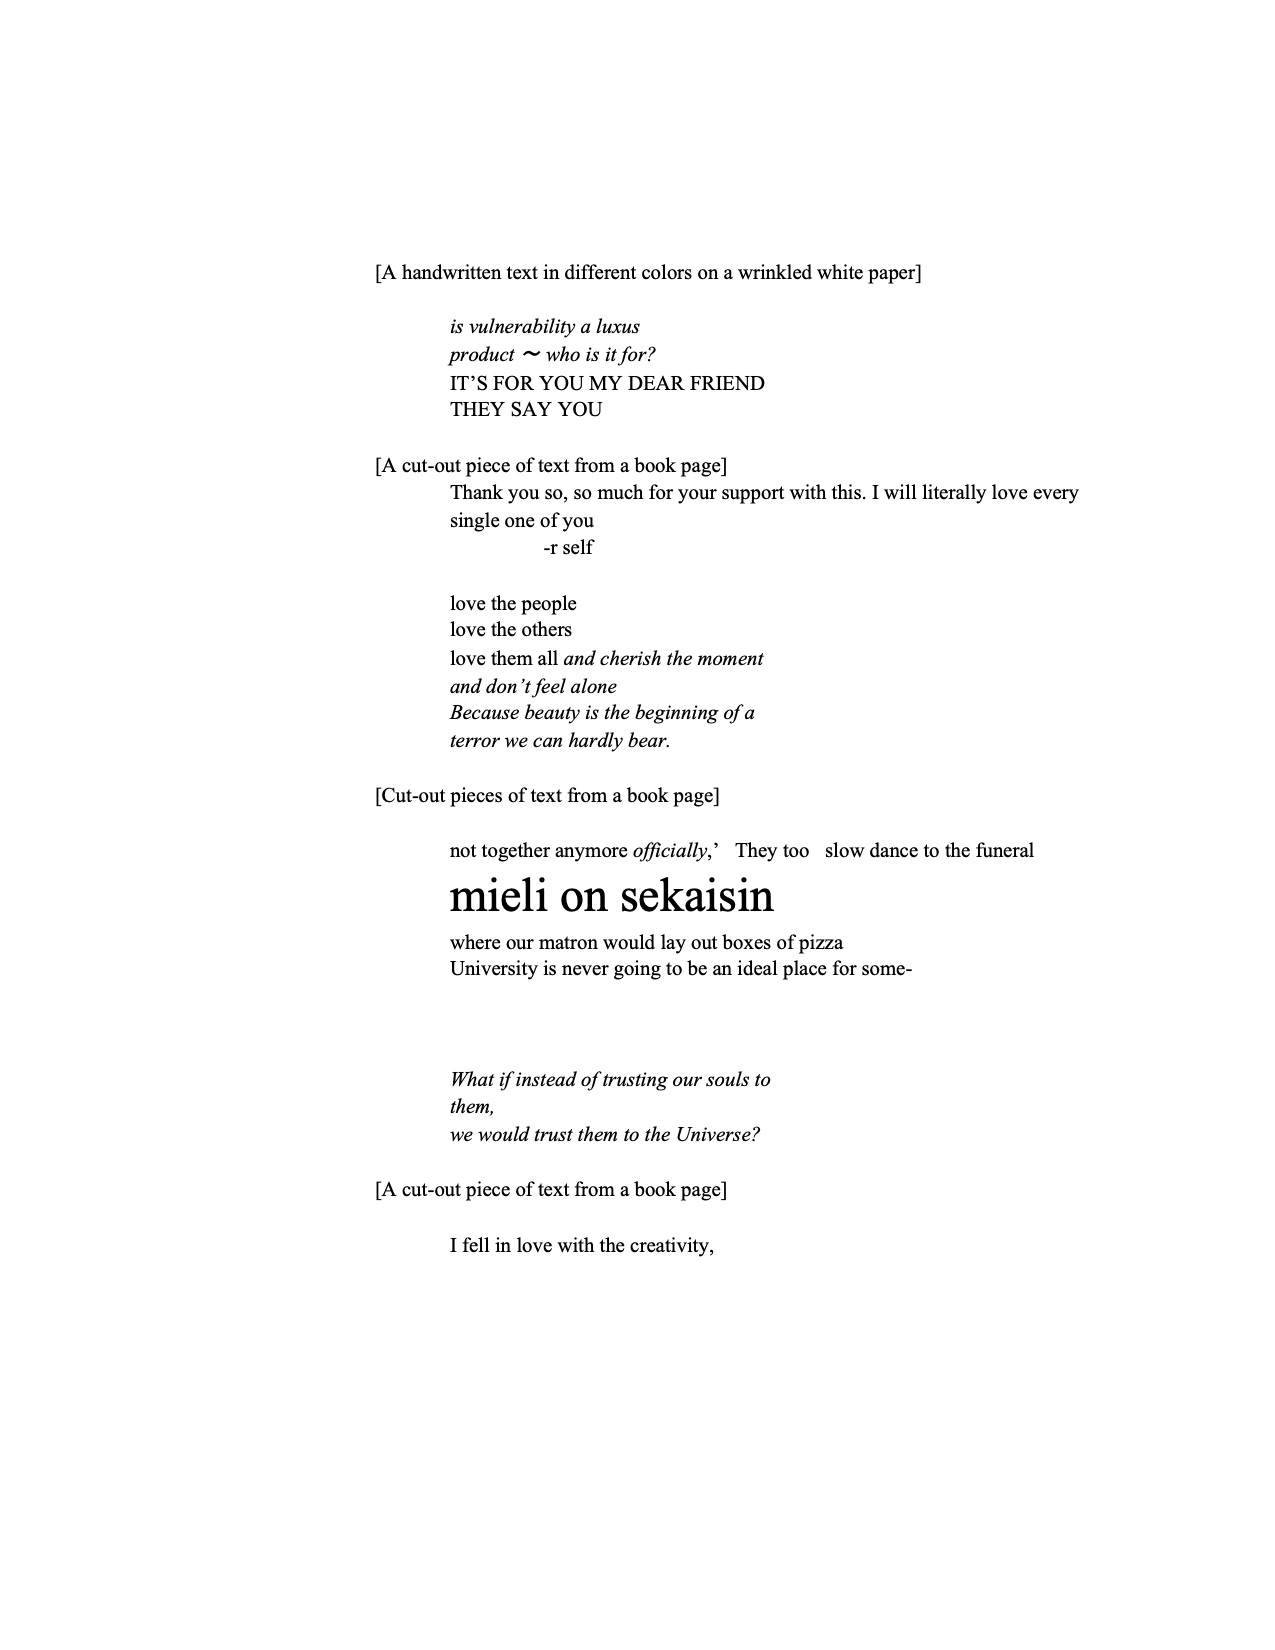 [A handwritten text in different colors on a wrinkled white paper]
is vulnerability a luxus
product ~ who is it for?
IT’S FOR YOU MY DEAR FRIEND
THEY SAY YOU
[A cut-out piece of text from a book page]
Thank you so, so much for your support with this. I will literally love every
single one of you
-r self
love the people
love the others
love them all and cherish the moment
and don’t feel alone
Because beauty is the beginning of a
terror we can hardly bear.
[Cut-out pieces of text from a book page]
not together anymore officially,’ They too slow dance to the funeral
mieli on sekaisin
where our matron would lay out boxes of pizza
University is never going to be an ideal place for some-
What if instead of trusting our souls to
them,
we would trust them to the Universe?
[A cut-out piece of text from a book page]
I fell in love with the creativity,